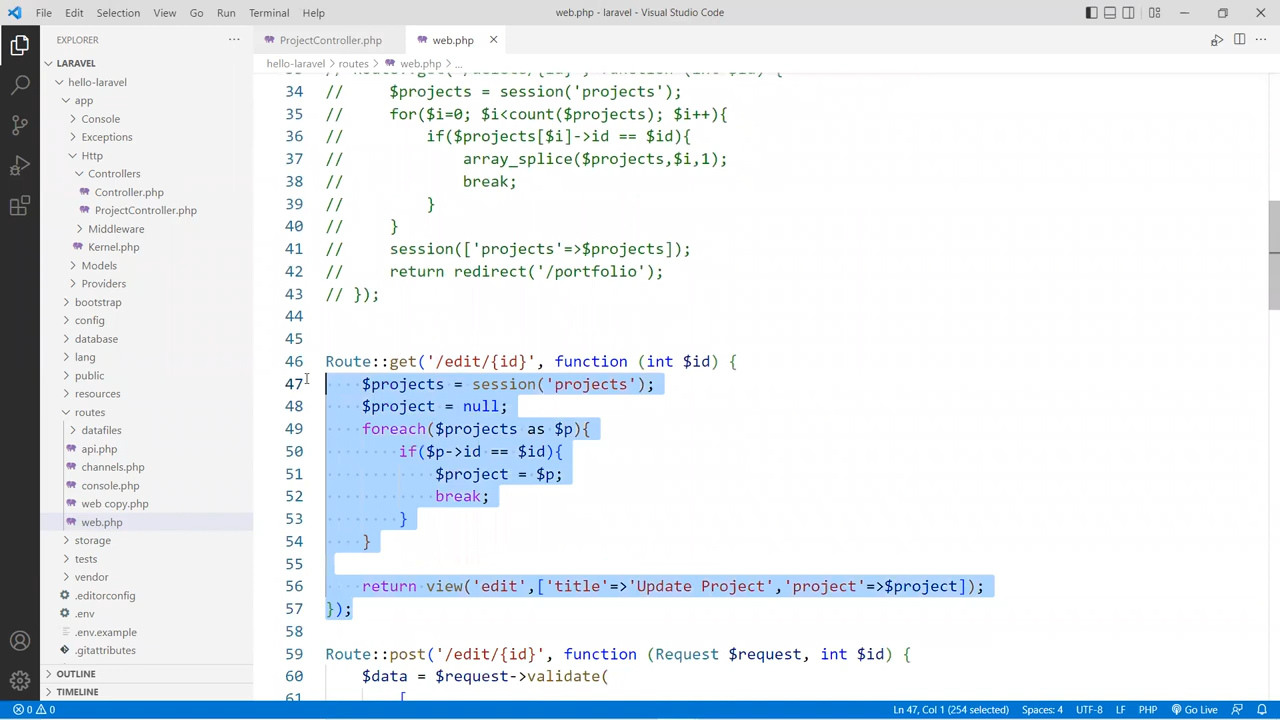 File Edit Selection View Go Run Terminal Help
web.php - laravel - Visual Studio Code
EXPLORER
LARAVEL
hello-laravel
app
Console
Exceptions
Http
Controllers
Controller.php
ProjectController.php
Middleware
Kernel.php
Models
Providers
bootstrap
config
database
lang
public
resources
routes
datafiles
api.php
channels.php
console.php
web copy.php
web.php
storage
tests
vendor
.editorconfig
.env
.env.example
.gitattributes
OUTLINE
TIMELINE
ProjectController.php web.php
hello-laravel > routes > web.php > ...
33 // Route::get('/delete/{id}', function (int $id) {
34 //     $projects = session('projects');
35 //     for($i=0; $i<count($projects); $i++){
36 //         if($projects[$i]->id == $id){
37 //             array_splice($projects,$i,1);
38 //             break;
39 //         }
40 //     }
41 //     session(['projects'=>$projects]);
42 //     return redirect('/portfolio');
43 // });
44
45
46 Route::get('/edit/{id}', function (int $id) {
47     $projects = session('projects');
48     $project = null;
49     foreach($projects as $p){
50         if($p->id == $id){
51             $project = $p;
52             break;
53         }
54     }
55
56     return view('edit',['title'=>'Update Project','project'=>$project]);
57 });
58
59 Route::post('/edit/{id}', function (Request $request, int $id) {
60     $data = $request->validate(
61         [
0 0 Ln 47, Col 1 (254 selected) Spaces: 4 UTF-8 LF PHP Go Live